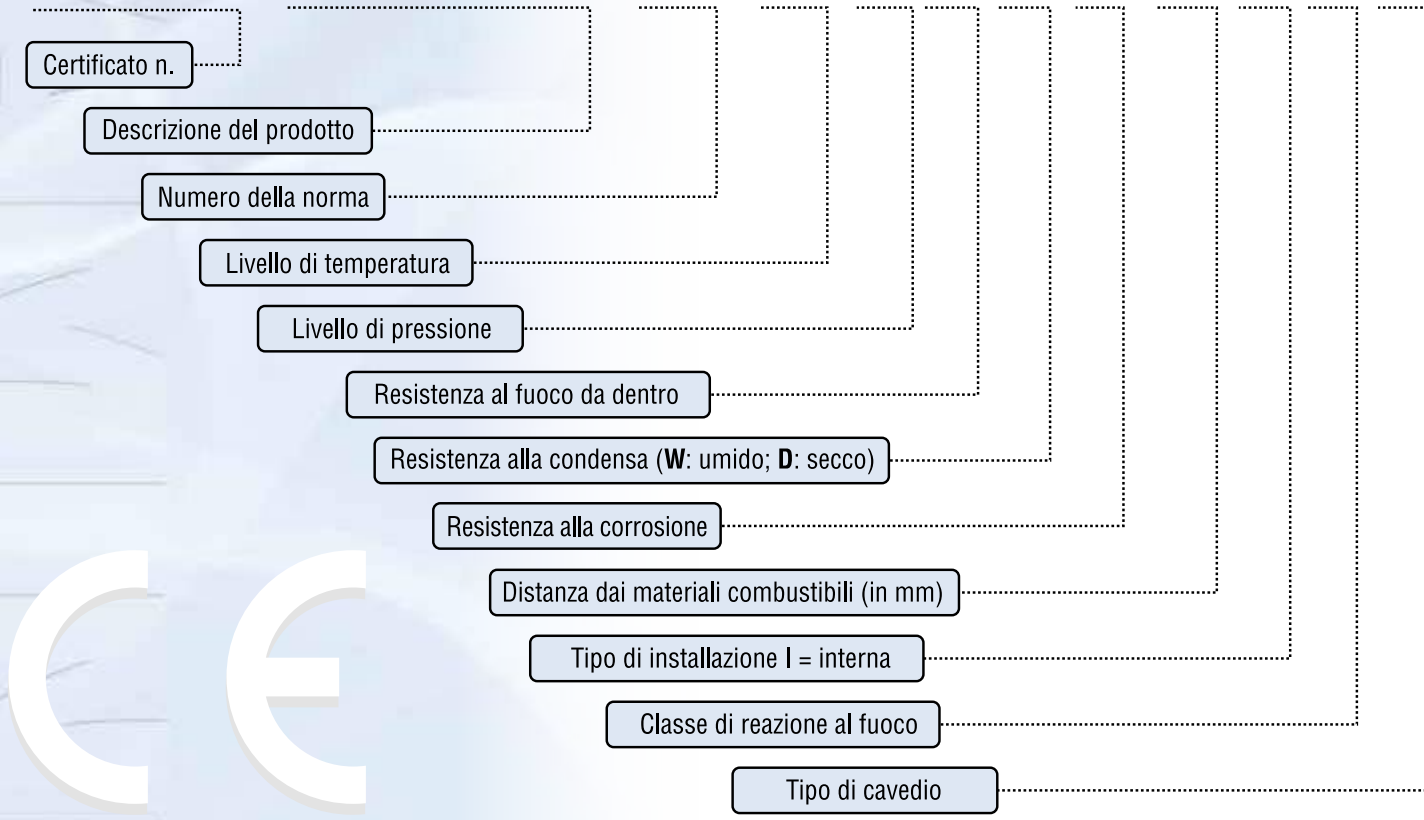 Certificato n.
Descrizione del prodotto
Numero della norma
Livello di temperatura
Livello di pressione
Resistenza al fuoco da dentro
Resistenza alla condensa (W: umido; D: secco)
Resistenza alla corrosione
Distanza dai materiali combustibili (in mm)
Tipo di installazione I = interna
Classe di reazione al fuoco
Tipo di cavedio
CE